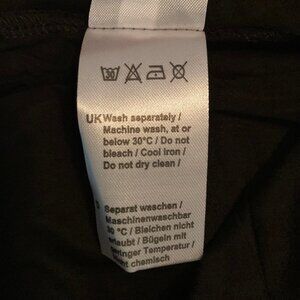 UK Wash separately /
Machine wash, at or
below 30°C / Do not
bleach / Cool iron /
Do not dry clean /
Separat waschen /
Maschinenwaschbar
30 °C / Bleichen nicht
erlaubt / Bügeln mit
geringer Temperatur /
chemisch